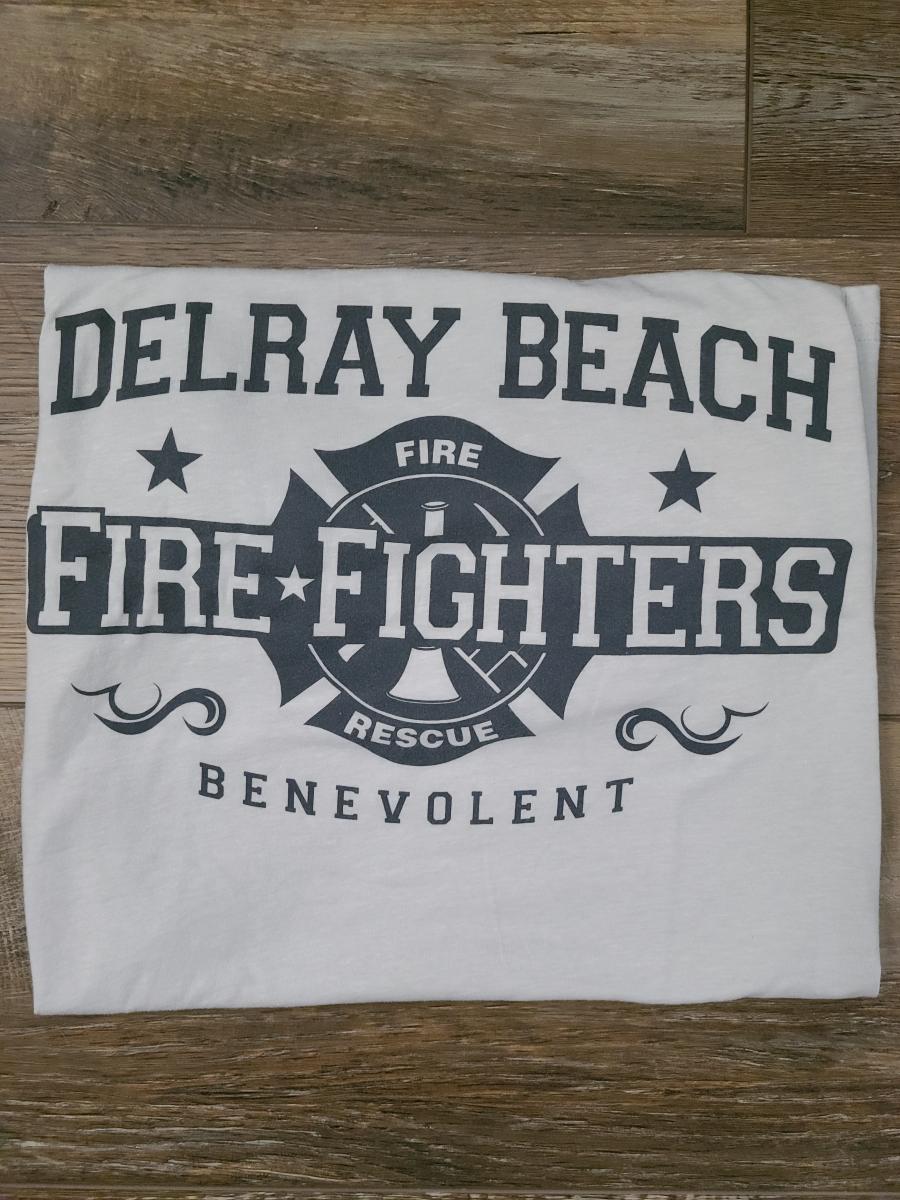 DELRAY BEACH
FIRE
FIRE★FIGHTERS
RESCUE
BENEVOLENT